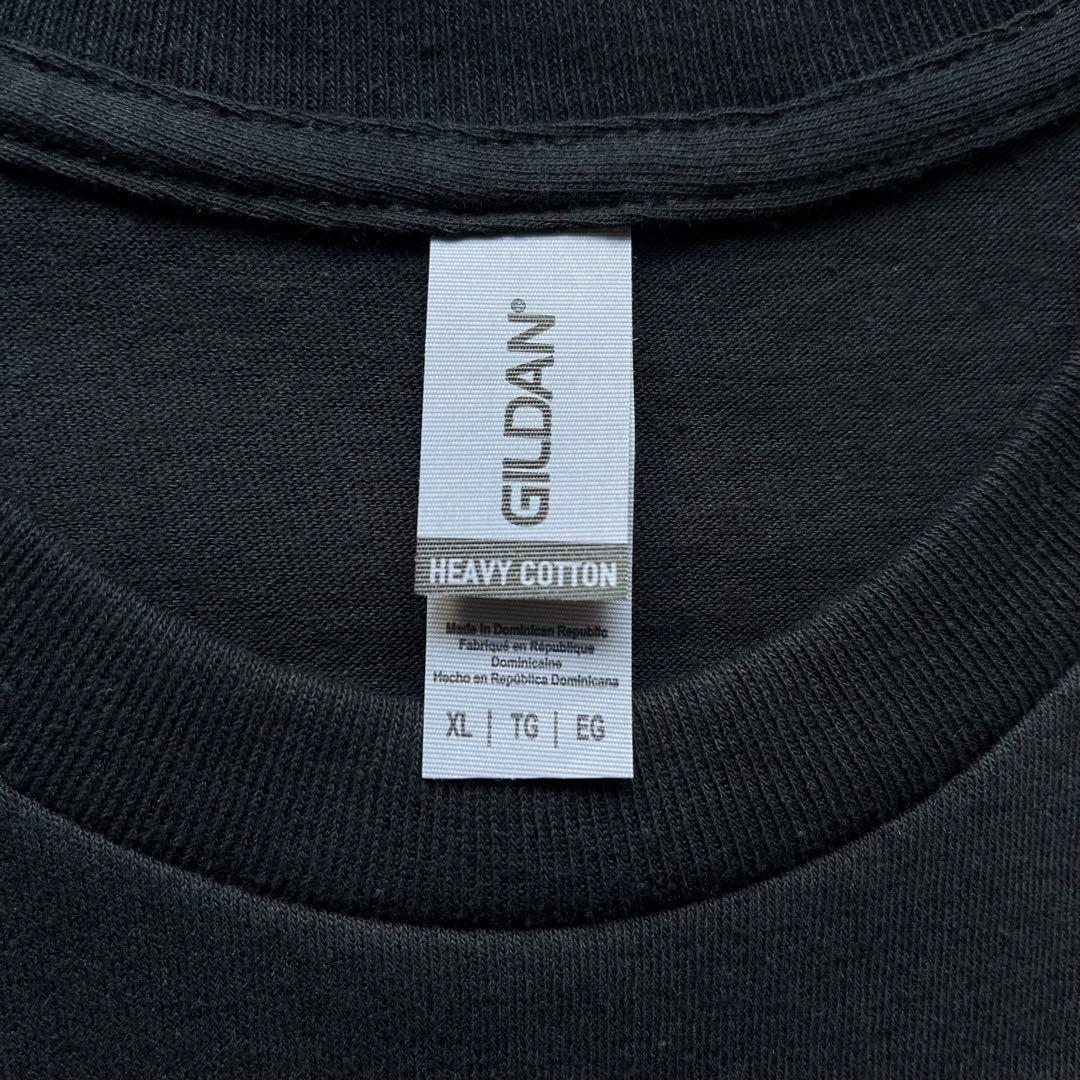 GILDAN®
HEAVY COTTON
Made in Dominican Republic
Fabriqué en République
Dominicaine
Hecho en República Dominicana
XL | TG | EG